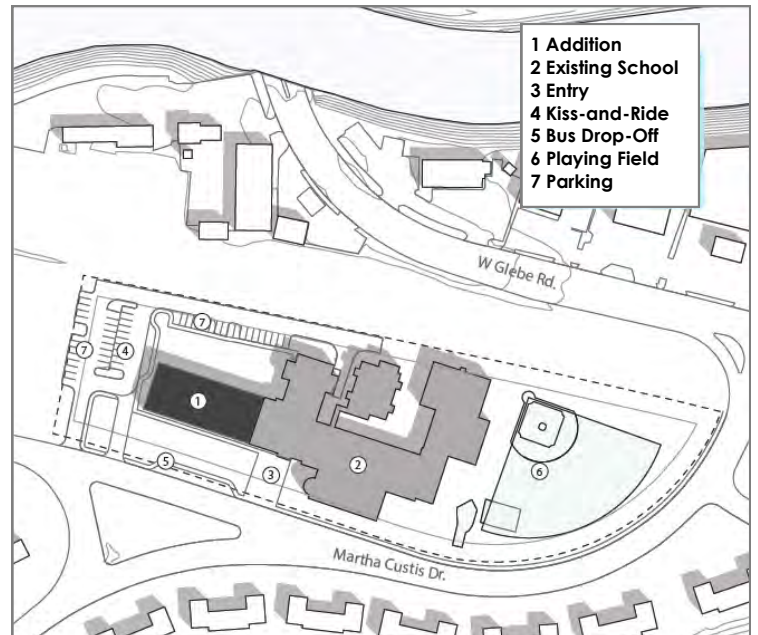 1 Addition
2 Existing School
3 Entry
4 Kiss-and-Ride
5 Bus Drop-Off
6 Playing Field
7 Parking
W Glebe Rd.
7
7
4
1
2
3
5
6
Martha Custis Dr.